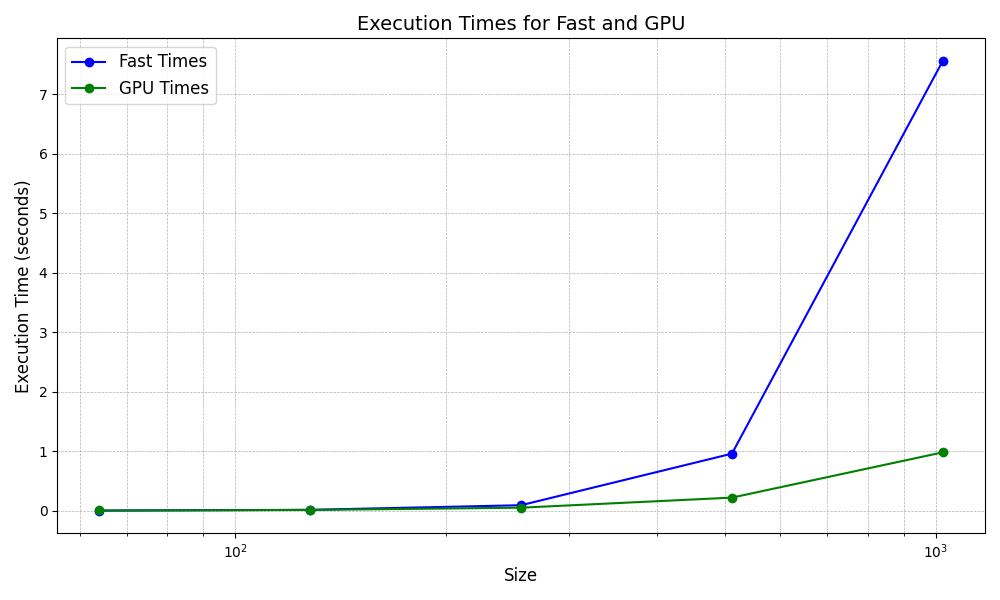 Execution Times for Fast and GPU
Fast Times
GPU Times
Execution Time (seconds)
7
6
5
4
3
2
1
0
10²
10³
Size